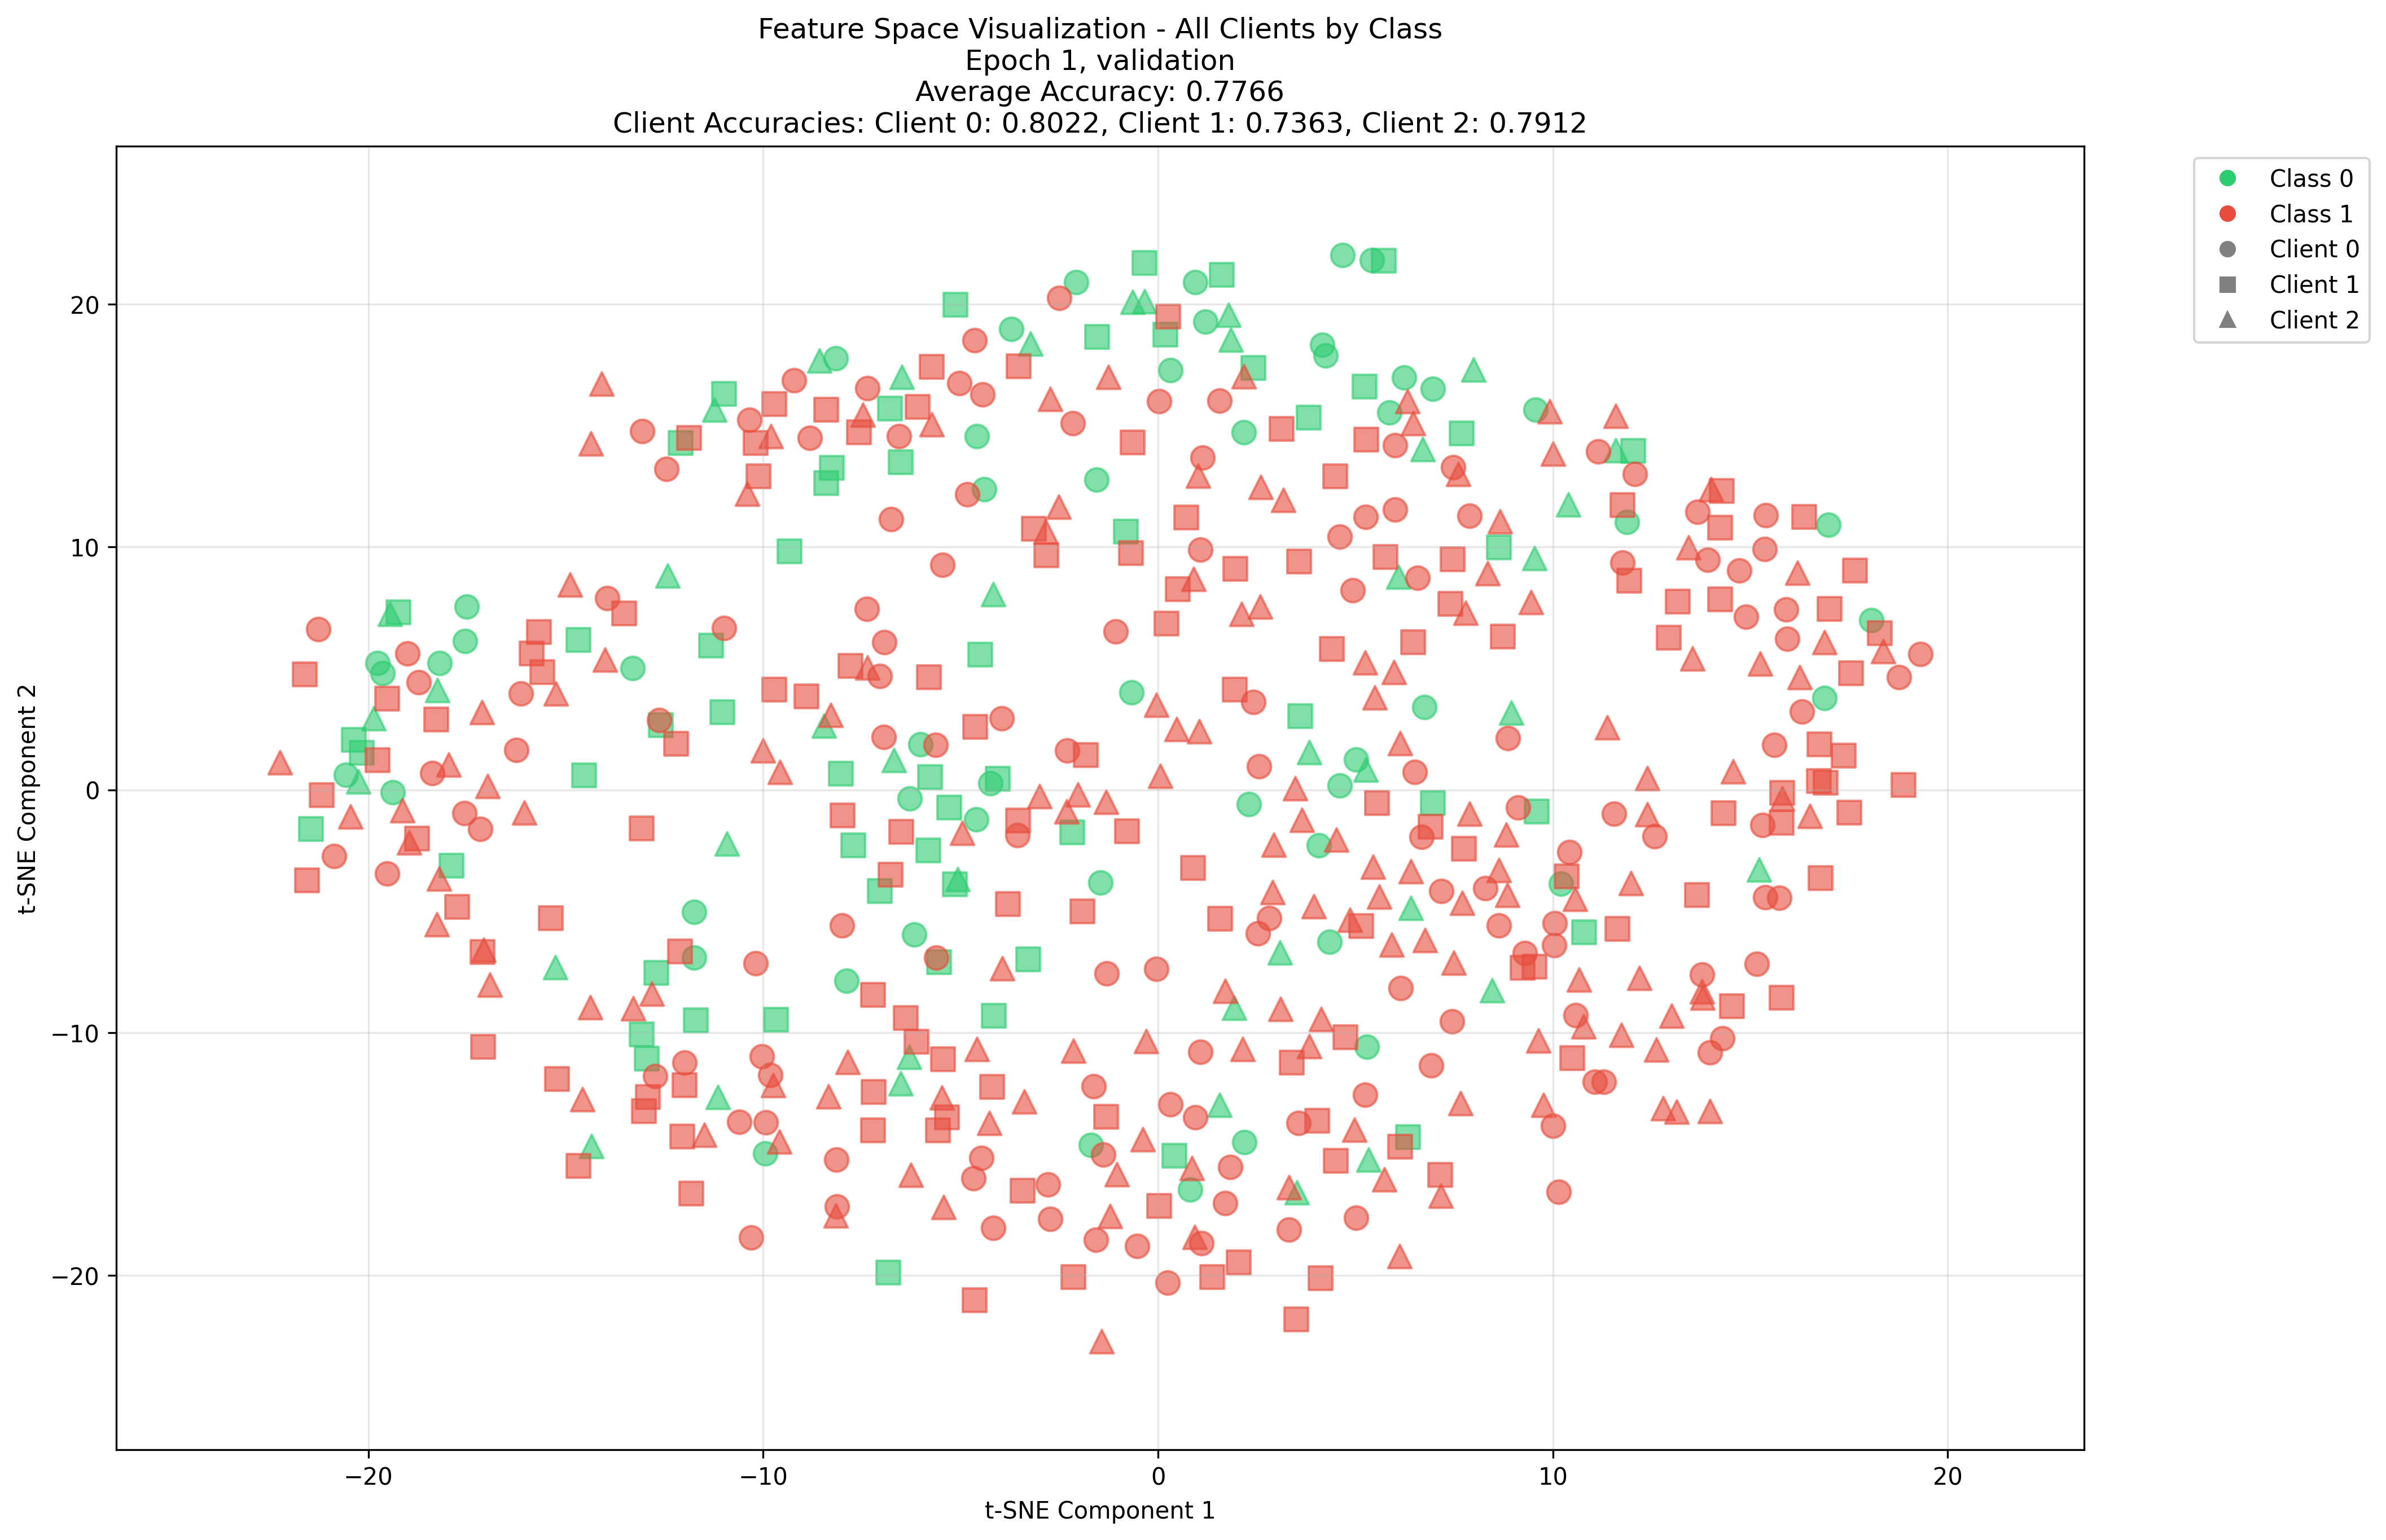 Feature Space Visualization - All Clients by Class
Epoch 1, validation
Average Accuracy: 0.7766
Client Accuracies: Client 0: 0.8022, Client 1: 0.7363, Client 2: 0.7912
Class 0
Class 1
Client 0
Client 1
Client 2
t-SNE Component 2
20
10
0
−10
−20
−20
−10
0
10
20
t-SNE Component 1